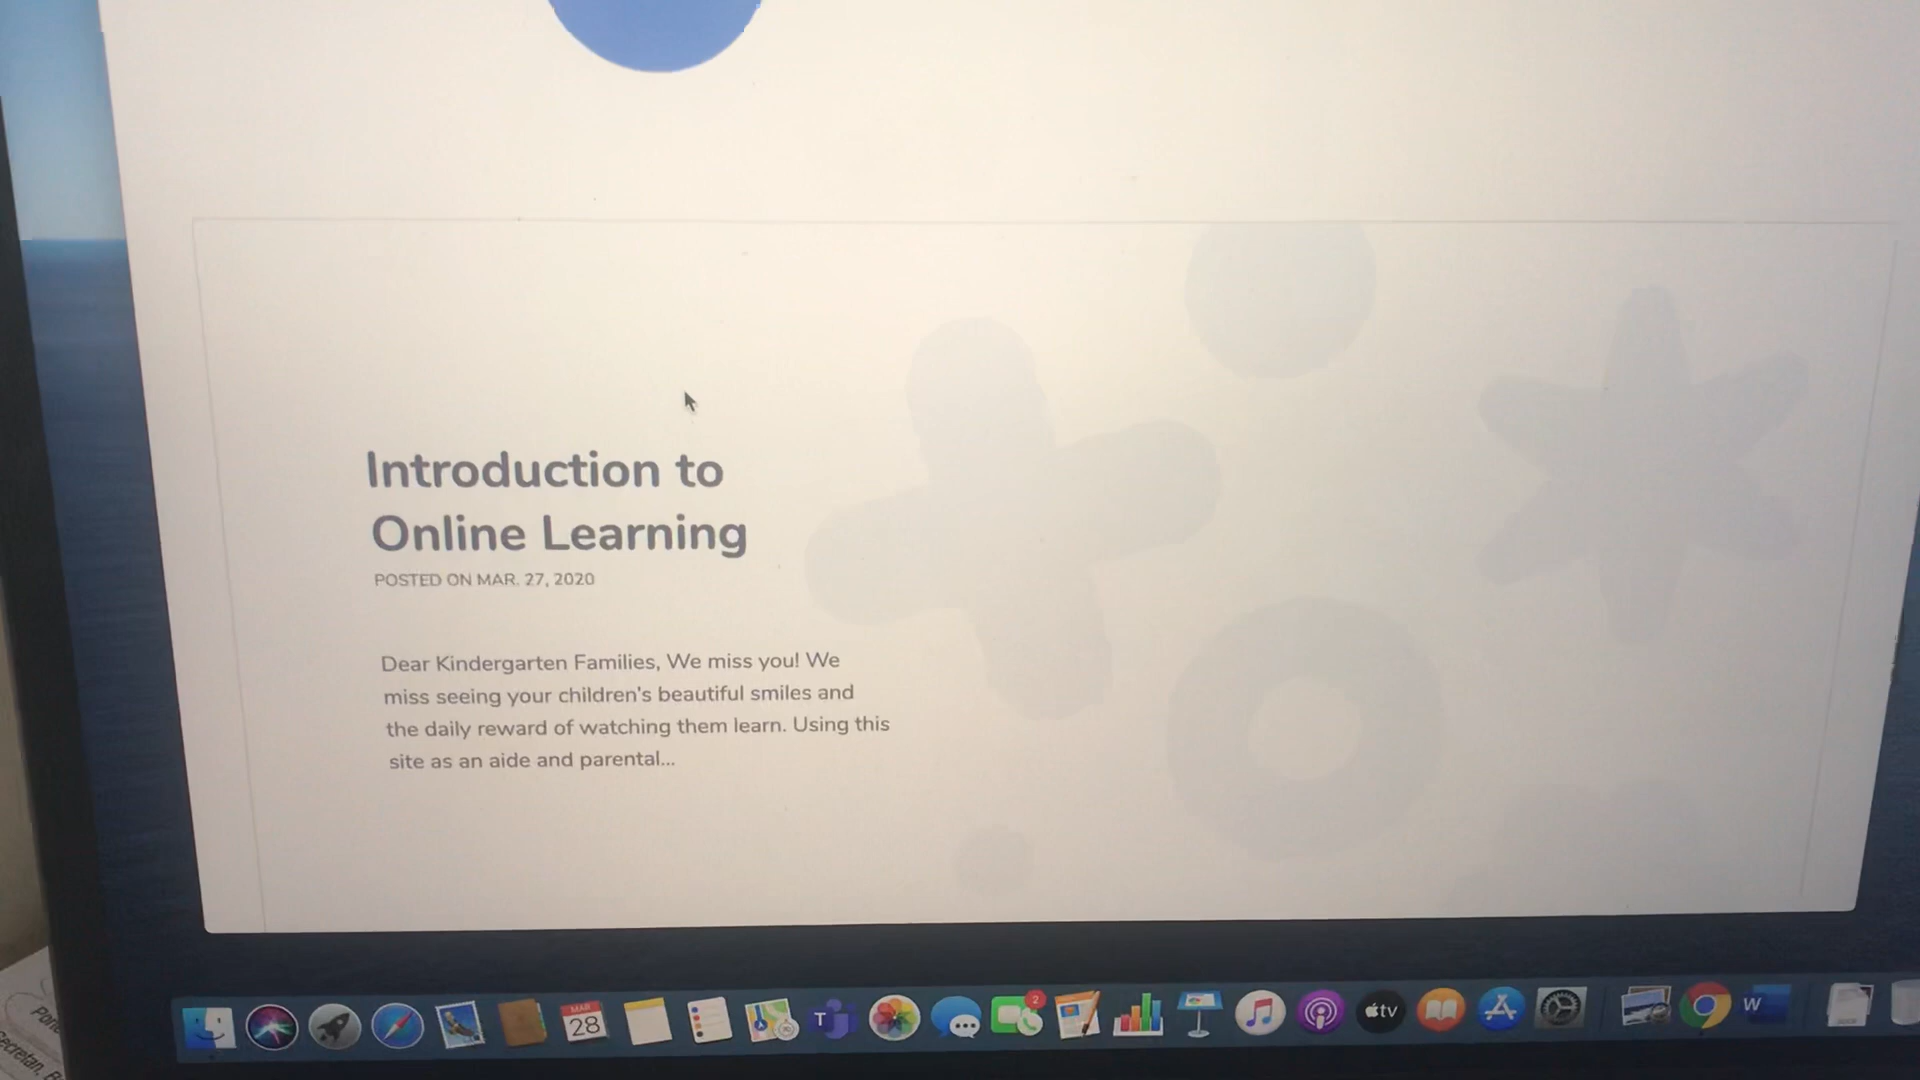 Introduction to
Online Learning
POSTED ON MAR. 27, 2020
Dear Kindergarten Families, We miss you! We
miss seeing your children's beautiful smiles and
the daily reward of watching them learn. Using this
site as an aide and parental...
MAR
28
T
2
tv
W
ecretan,